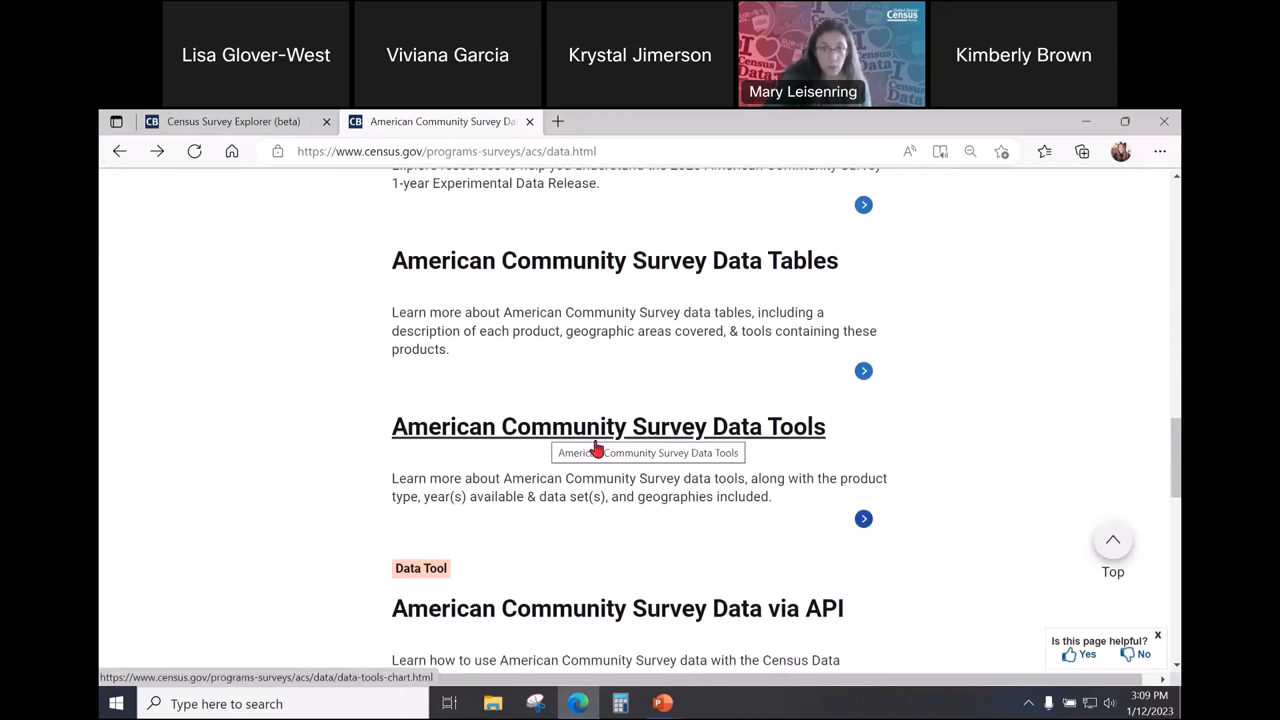 Lisa Glover-West
Viviana Garcia
Krystal Jimerson
United States
Census
Mary Leisenring
Kimberly Brown
CB Census Survey Explorer (beta)
CB American Community Survey Da
https://www.census.gov/programs-surveys/acs/data.html
1-year Experimental Data Release.
American Community Survey Data Tables
Learn more about American Community Survey data tables, including a
description of each product, geographic areas covered, & tools containing these
products.
American Community Survey Data Tools
Community Survey Data Tools
Learn more about American Community Survey data tools, along with the product
type, year(s) available & data set(s), and geographies included.
Data Tool
American Community Survey Data via API
Learn how to use American Community Survey data with the Census Data
Top
Is this page helpful? x
Yes No
https://www.census.gov/programs-surveys/acs/data/data-tools-chart.html
Type here to search
3:09 PM
1/12/2023